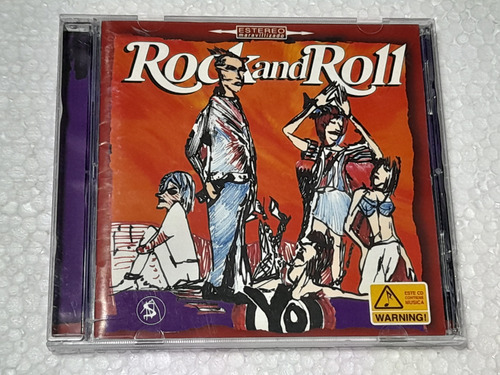 ESTEREO
maravillizado
Rock and Roll
YO!
$
ESTE CD
CONTIENE
MUSICA
WARNING!